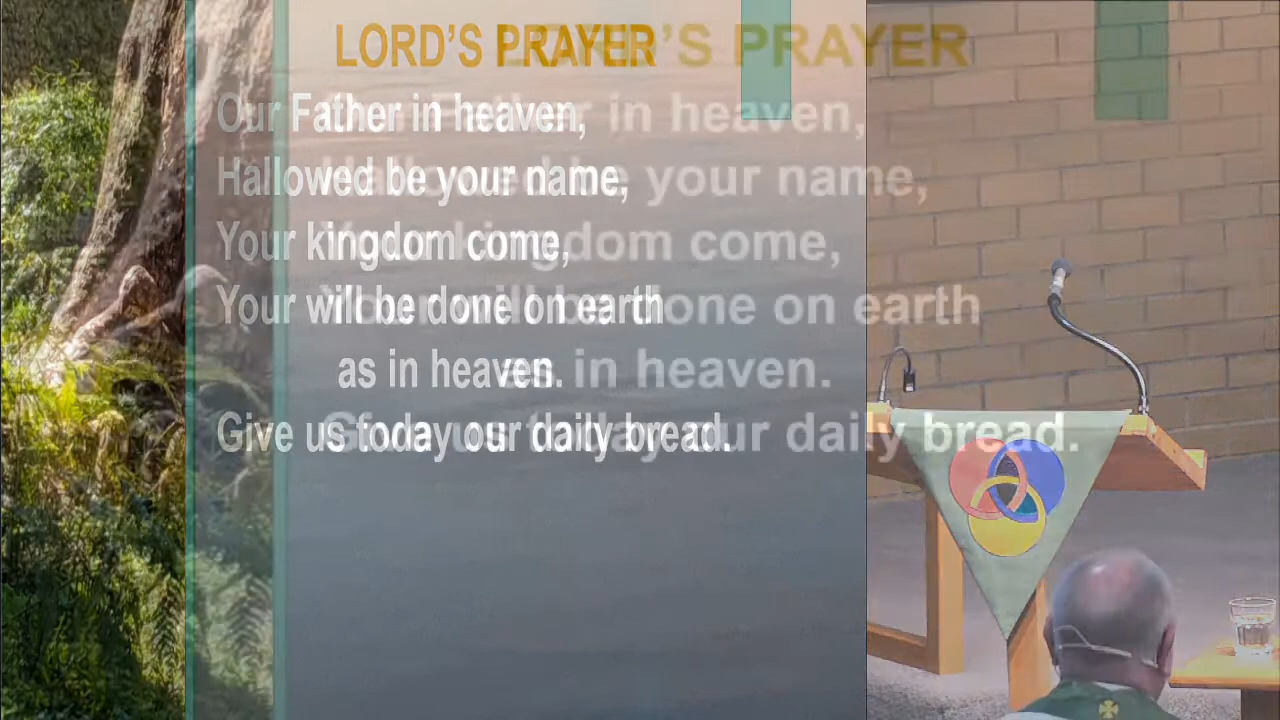 LORD'S PRAYER
Our Father in heaven,
Hallowed be your name,
Your kingdom come,
Your will be done on earth
as in heaven.
Give us today our daily bread.